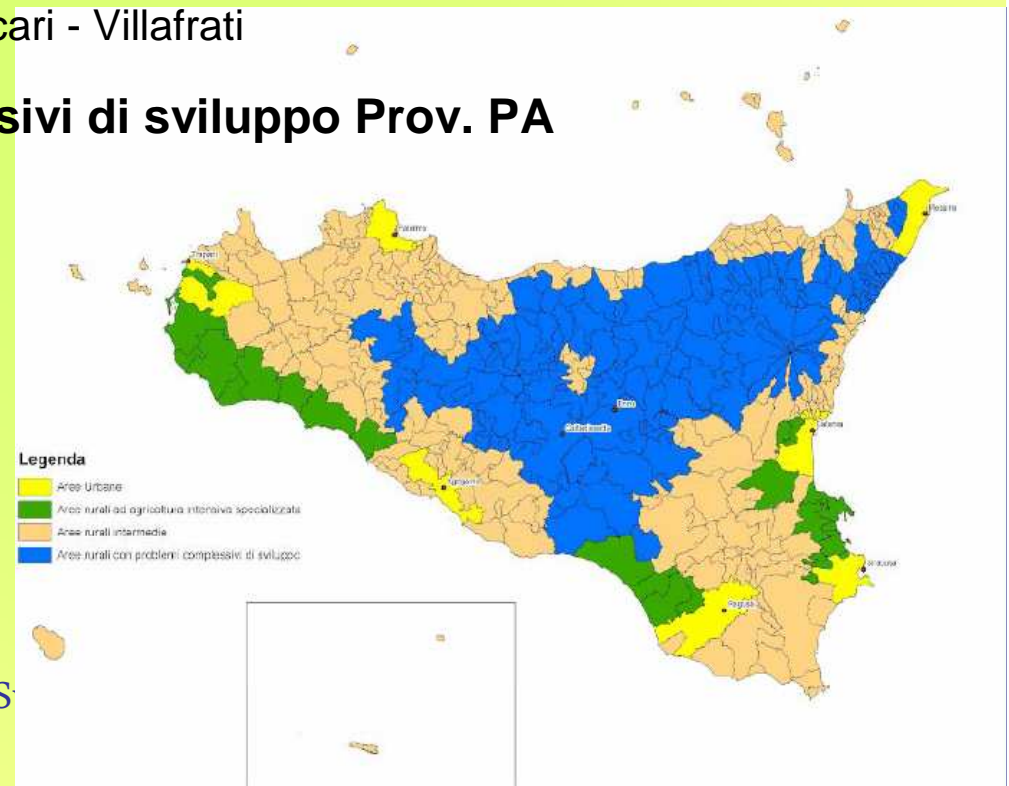 cari - Villafrati
sivi di sviluppo Prov. PA
Messina
Palermo
Trapani
Enna
Caltanissetta
Catania
Agrigento
Siracusa
Ragusa
Legenda
Aree Urbane
Aree rurali ad agricoltura intensiva specializzata
Aree rurali intermedie
Aree rurali con problemi complessivi di sviluppo
S